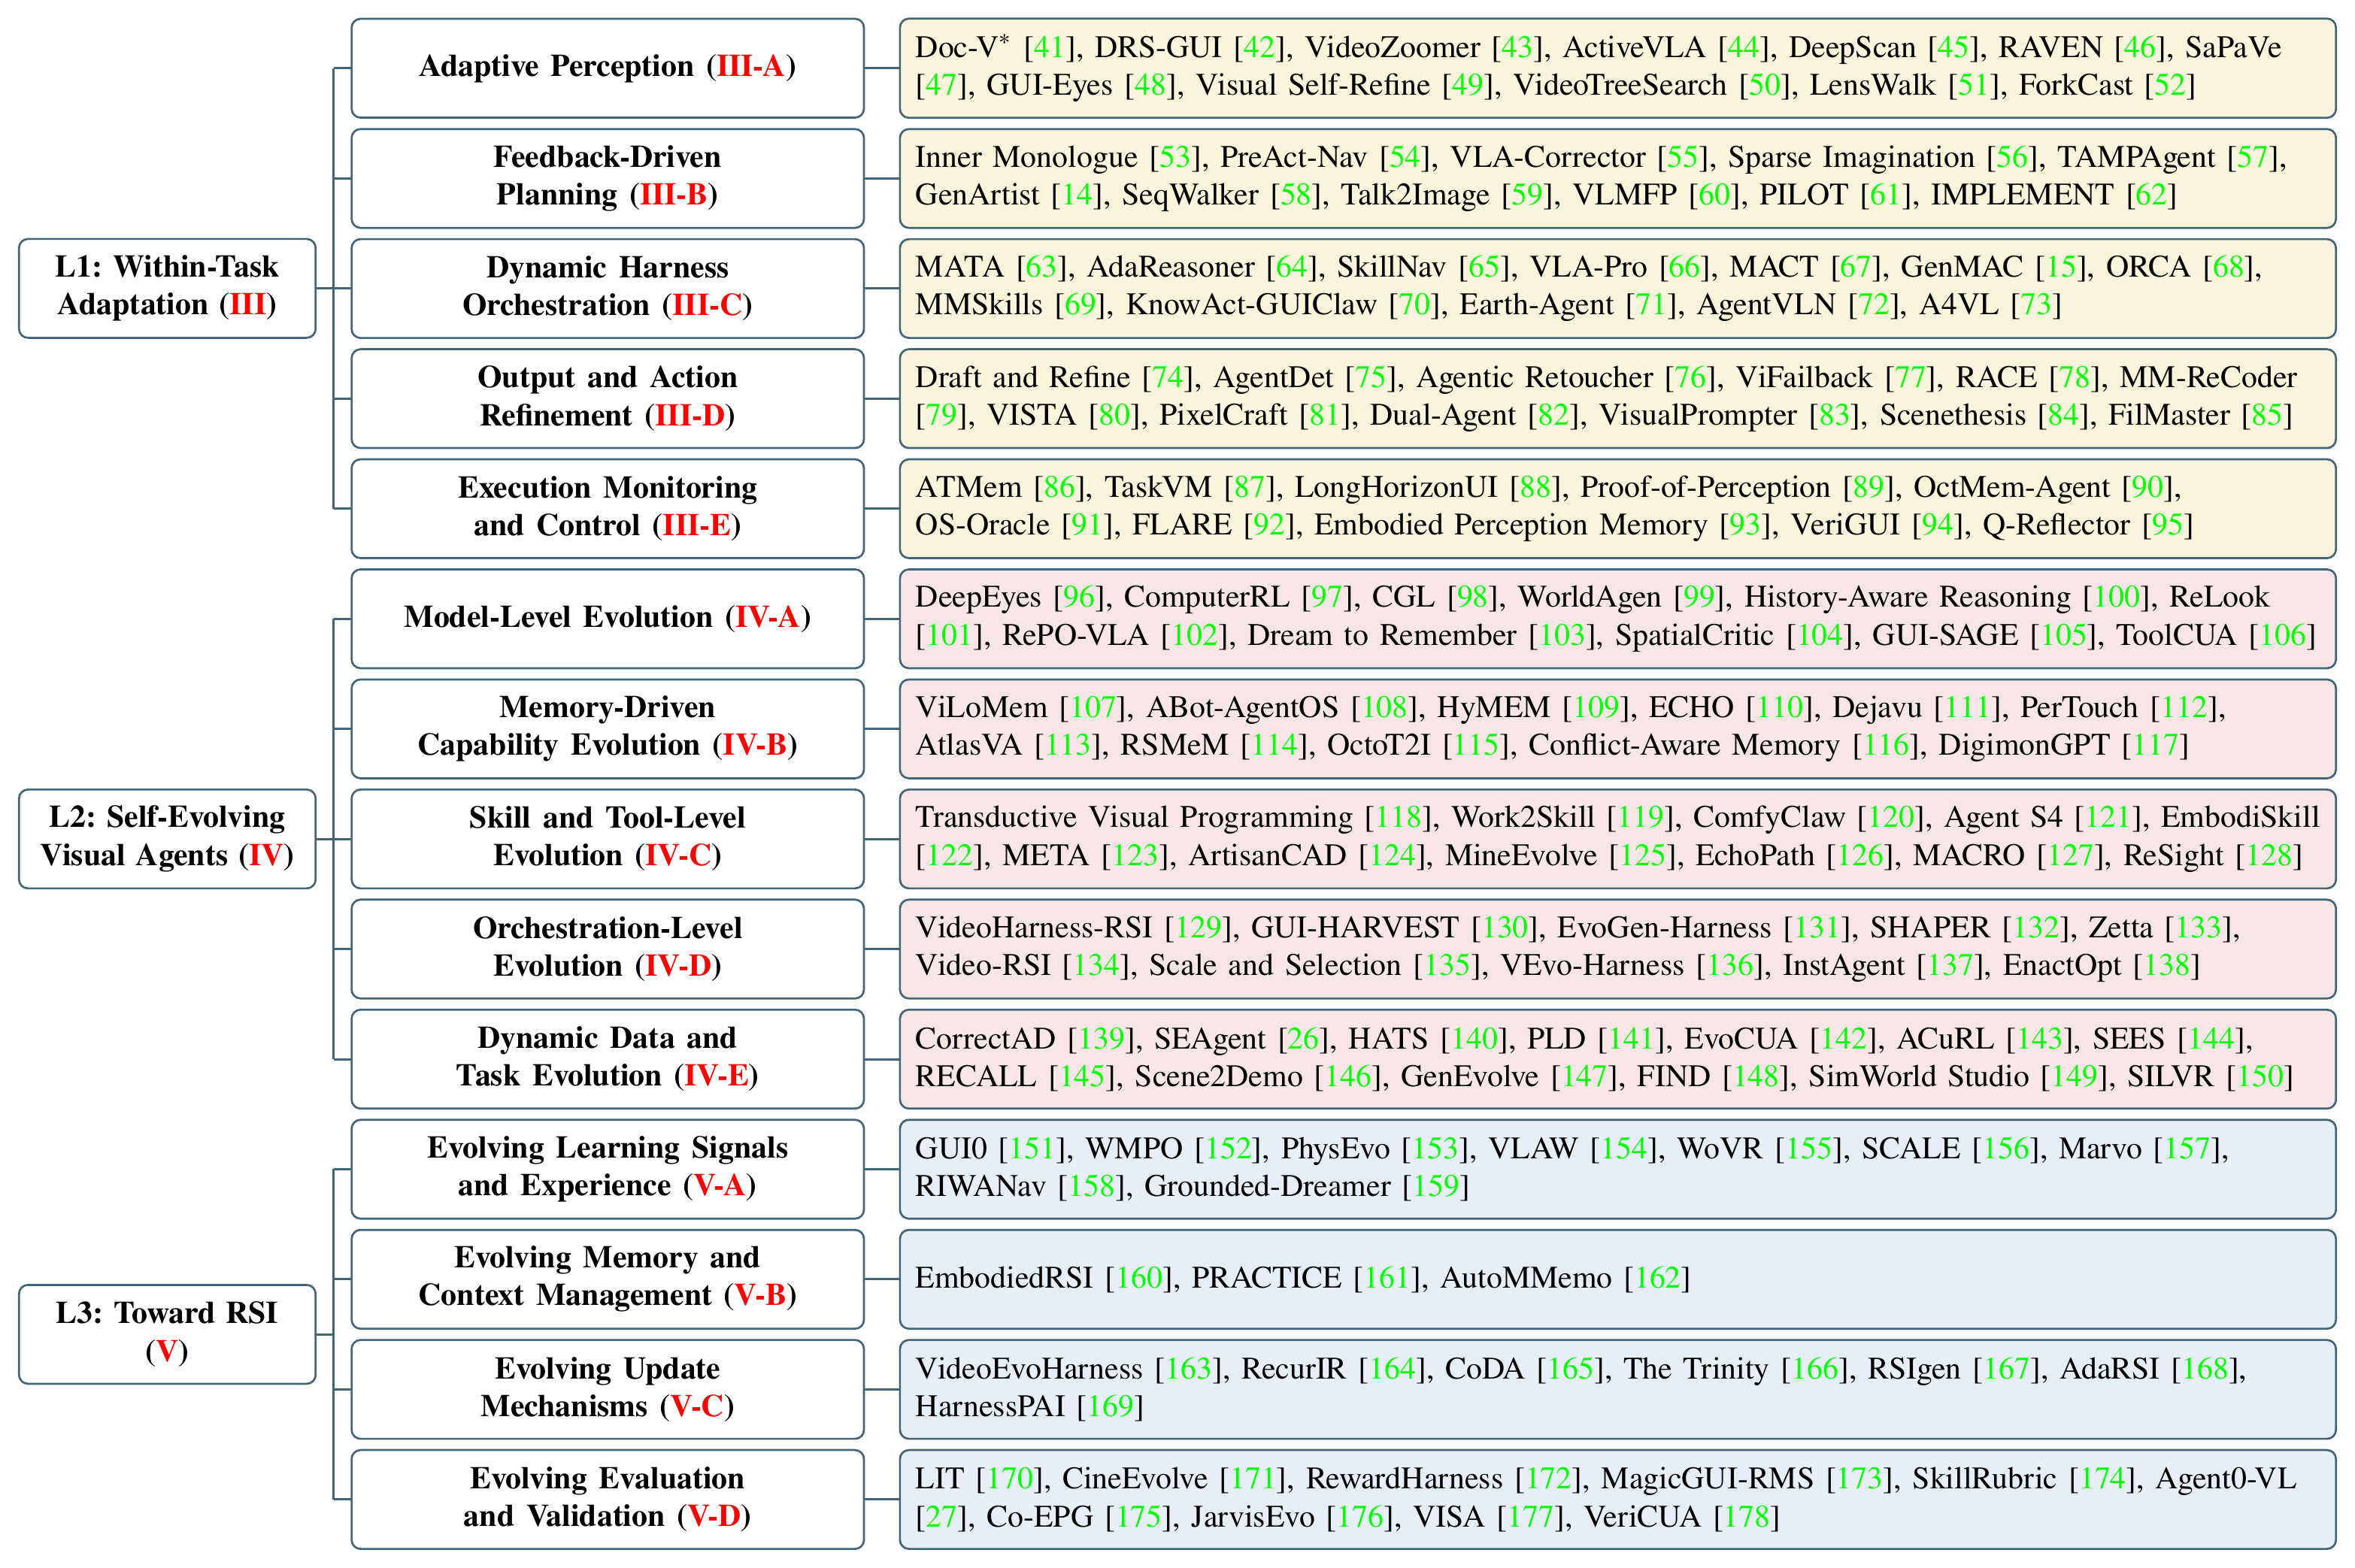 L1: Within-Task
Adaptation (III)
Adaptive Perception (III-A)
Doc-V* [41], DRS-GUI [42], VideoZoomer [43], ActiveVLA [44], DeepScan [45], RAVEN [46], SaPaVe
[47], GUI-Eyes [48], Visual Self-Refine [49], VideoTreeSearch [50], LensWalk [51], ForkCast [52]
Feedback-Driven
Planning (III-B)
Inner Monologue [53], PreAct-Nav [54], VLA-Corrector [55], Sparse Imagination [56], TAMPAgent [57],
GenArtist [14], SeqWalker [58], Talk2Image [59], VLMFP [60], PILOT [61], IMPLEMENT [62]
Dynamic Harness
Orchestration (III-C)
MATA [63], AdaReasoner [64], SkillNav [65], VLA-Pro [66], MACT [67], GenMAC [15], ORCA [68],
MMSkills [69], KnowAct-GUIClaw [70], Earth-Agent [71], AgentVLN [72], A4VL [73]
Output and Action
Refinement (III-D)
Draft and Refine [74], AgentDet [75], Agentic Retoucher [76], ViFailback [77], RACE [78], MM-ReCoder
[79], VISTA [80], PixelCraft [81], Dual-Agent [82], VisualPrompter [83], Scenethesis [84], FilMaster [85]
Execution Monitoring
and Control (III-E)
ATMem [86], TaskVM [87], LongHorizonUI [88], Proof-of-Perception [89], OctMem-Agent [90],
OS-Oracle [91], FLARE [92], Embodied Perception Memory [93], VeriGUI [94], Q-Reflector [95]
L2: Self-Evolving
Visual Agents (IV)
Model-Level Evolution (IV-A)
DeepEyes [96], ComputerRL [97], CGL [98], WorldAgen [99], History-Aware Reasoning [100], ReLook
[101], RePO-VLA [102], Dream to Remember [103], SpatialCritic [104], GUI-SAGE [105], ToolCUA [106]
Memory-Driven
Capability Evolution (IV-B)
ViLoMem [107], ABot-AgentOS [108], HyMEM [109], ECHO [110], Dejavu [111], PerTouch [112],
AtlasVA [113], RSMeM [114], OctoT2I [115], Conflict-Aware Memory [116], DigimonGPT [117]
Skill and Tool-Level
Evolution (IV-C)
Transductive Visual Programming [118], Work2Skill [119], ComfyClaw [120], Agent S4 [121], EmbodiSkill
[122], META [123], ArtisanCAD [124], MineEvolve [125], EchoPath [126], MACRO [127], ReSight [128]
Orchestration-Level
Evolution (IV-D)
VideoHarness-RSI [129], GUI-HARVEST [130], EvoGen-Harness [131], SHAPER [132], Zetta [133],
Video-RSI [134], Scale and Selection [135], VEvo-Harness [136], InstAgent [137], EnactOpt [138]
Dynamic Data and
Task Evolution (IV-E)
CorrectAD [139], SEAgent [26], HATS [140], PLD [141], EvoCUA [142], ACuRL [143], SEES [144],
RECALL [145], Scene2Demo [146], GenEvolve [147], FIND [148], SimWorld Studio [149], SILVR [150]
L3: Toward RSI
(V)
Evolving Learning Signals
and Experience (V-A)
GUI0 [151], WMPO [152], PhysEvo [153], VLAW [154], WoVR [155], SCALE [156], Marvo [157],
RIWANav [158], Grounded-Dreamer [159]
Evolving Memory and
Context Management (V-B)
EmbodiedRSI [160], PRACTICE [161], AutoMMemo [162]
Evolving Update
Mechanisms (V-C)
VideoEvoHarness [163], RecurIR [164], CoDA [165], The Trinity [166], RSIgen [167], AdaRSI [168],
HarnessPAI [169]
Evolving Evaluation
and Validation (V-D)
LIT [170], CineEvolve [171], RewardHarness [172], MagicGUI-RMS [173], SkillRubric [174], Agent0-VL
[27], Co-EPG [175], JarvisEvo [176], VISA [177], VeriCUA [178]